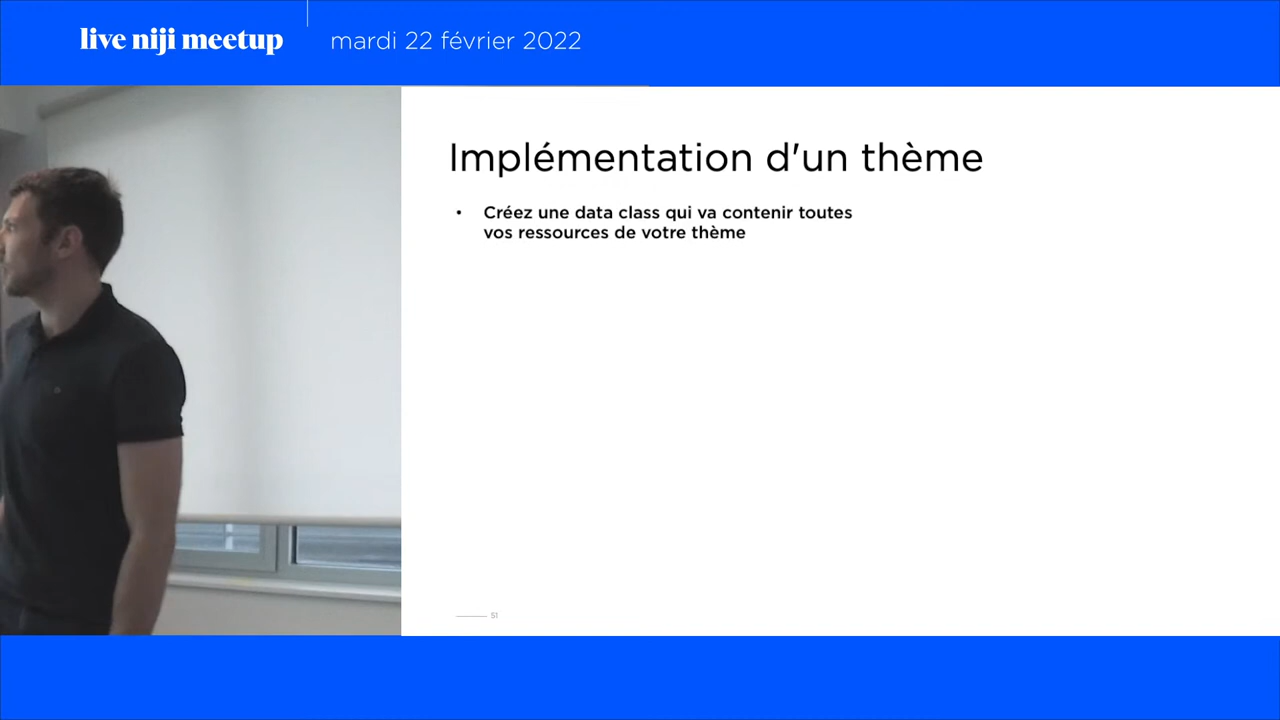 live niji meetup
mardi 22 février 2022
Implémentation d'un thème
• Créez une data class qui va contenir toutes
vos ressources de votre thème
51